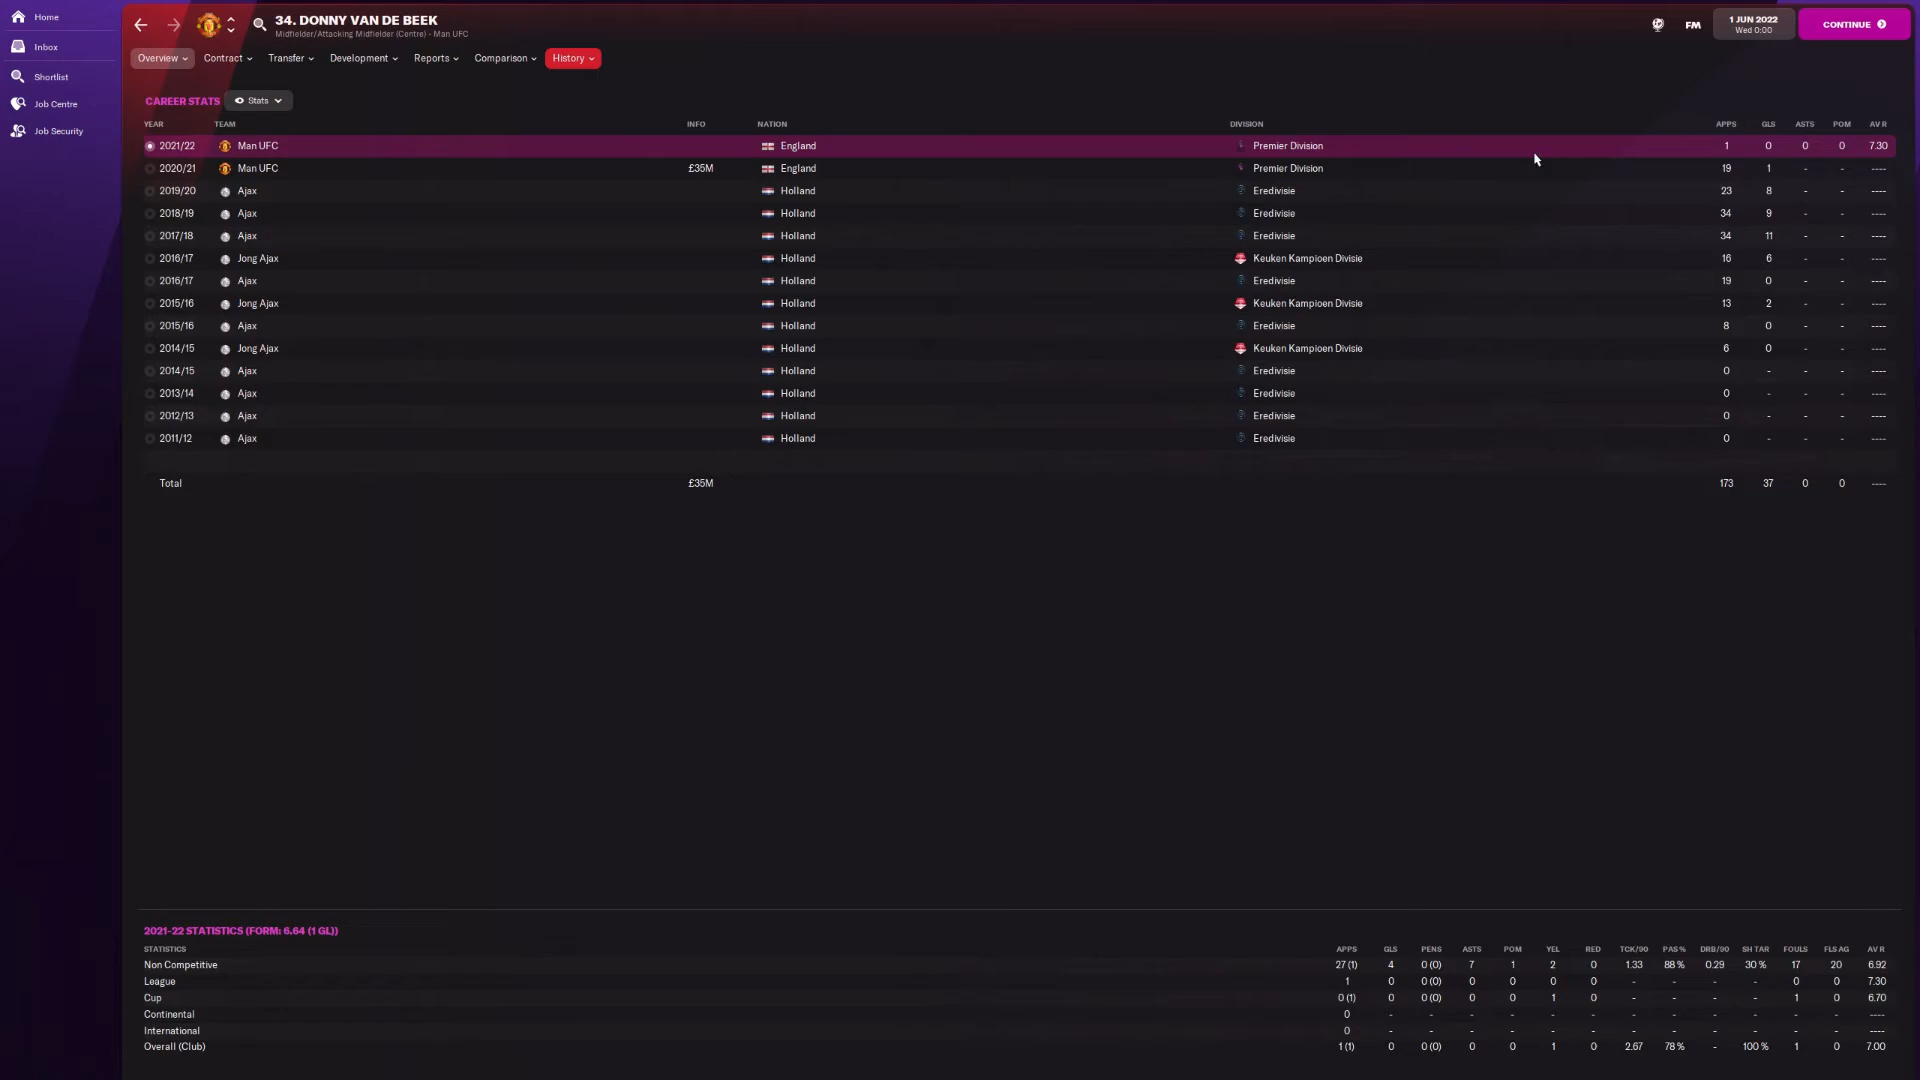 Home
Inbox
Shortlist
Job Centre
Job Security
34. DONNY VAN DE BEEK
Midfielder/Attacking Midfielder (Centre) - Man UFC
FM
1 JUN 2022
Wed 0:00
CONTINUE
Overview Contract Transfer Development Reports Comparison History
CAREER STATS Stats
YEAR TEAM INFO NATION DIVISION APPS GLS ASTS POM AV R
2021/22 Man UFC England Premier Division 1 0 0 0 7.30
2020/21 Man UFC £35M England Premier Division 19 1 - - ----
2019/20 Ajax Holland Eredivisie 23 8 - - ----
2018/19 Ajax Holland Eredivisie 34 9 - - ----
2017/18 Ajax Holland Eredivisie 34 11 - - ----
2016/17 Jong Ajax Holland Keuken Kampioen Divisie 16 6 - - ----
2016/17 Ajax Holland Eredivisie 19 0 - - ----
2015/16 Jong Ajax Holland Keuken Kampioen Divisie 13 2 - - ----
2015/16 Ajax Holland Eredivisie 8 0 - - ----
2014/15 Jong Ajax Holland Keuken Kampioen Divisie 6 0 - - ----
2014/15 Ajax Holland Eredivisie 0 - - - ----
2013/14 Ajax Holland Eredivisie 0 - - - ----
2012/13 Ajax Holland Eredivisie 0 - - - ----
2011/12 Ajax Holland Eredivisie 0 - - - ----
Total £35M 173 37 0 0 ----
2021-22 STATISTICS (FORM: 6.64 (1 GL))
STATISTICS APPS GLS PENS ASTS POM YEL RED TCK/90 PAS % DRB/90 SH TAR FOULS FLS AG AV R
Non Competitive 27 (1) 4 0 (0) 7 1 2 0 1.33 88 % 0.29 30 % 17 20 6.92
League 1 0 0 (0) 0 0 0 0 - - - - 0 0 7.30
Cup 0 (1) 0 0 (0) 0 0 1 0 - - - - 1 0 6.70
Continental 0 - - - - - - - - - - - - ----
International 0 - - - - - - - - - - - - ----
Overall (Club) 1 (1) 0 0 (0) 0 0 1 0 2.67 78 % - 100 % 1 0 7.00